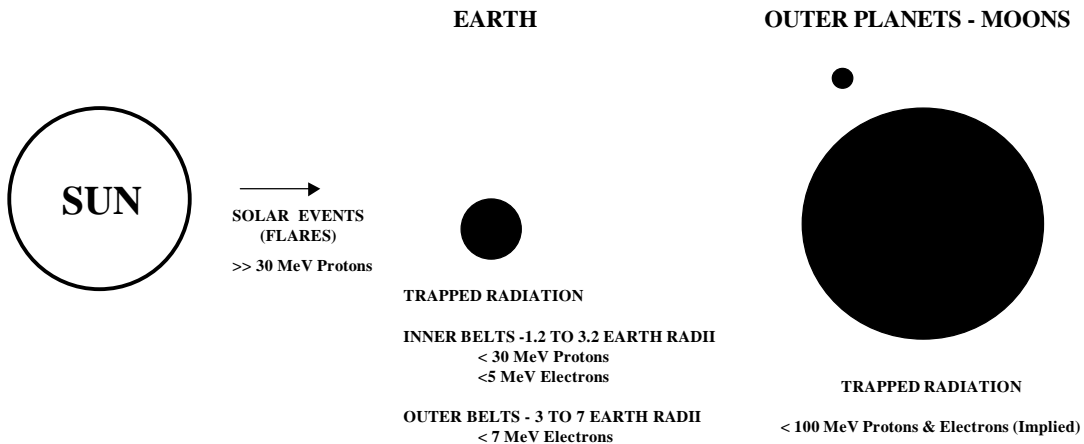 EARTH
OUTER PLANETS - MOONS
SUN
SOLAR EVENTS
(FLARES)
>> 30 MeV Protons
TRAPPED RADIATION
INNER BELTS -1.2 TO 3.2 EARTH RADII
< 30 MeV Protons
<5 MeV Electrons
OUTER BELTS - 3 TO 7 EARTH RADII
< 7 MeV Electrons
TRAPPED RADIATION
< 100 MeV Protons & Electrons (Implied)